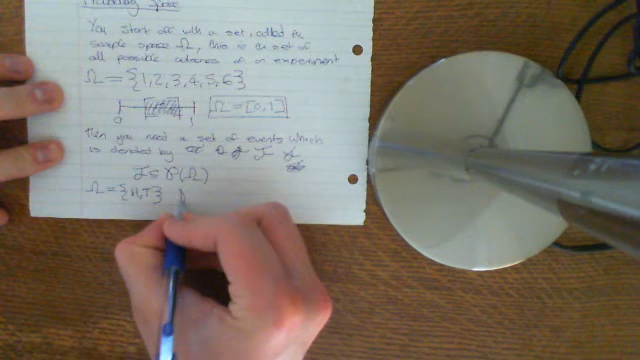 Probability Space
You start off with a set, called the
sample space Ω, this is the set of
all possible outcomes of an experiment
Ω = {1,2,3,4,5,6}
0 1 Ω = [0,1]
Then you need a set of events which
is denoted by
⊆ P(Ω)
Ω = {H,T}